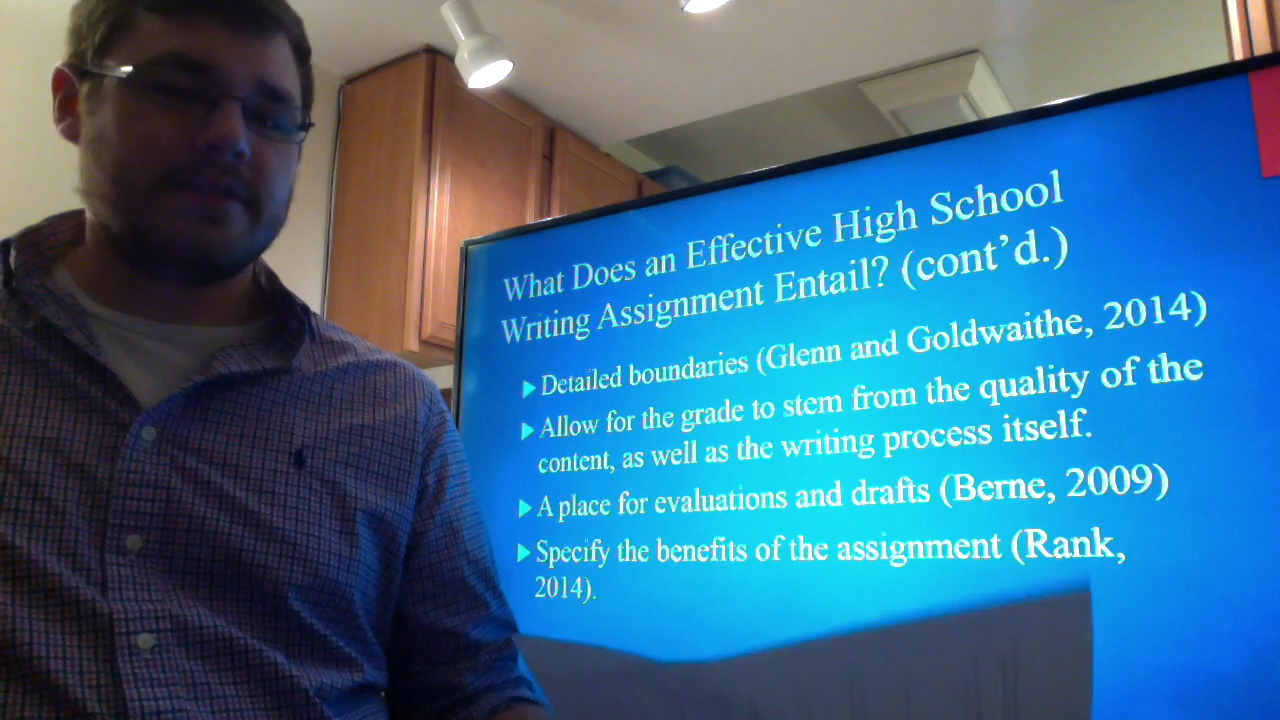 What Does an Effective High School
Writing Assignment Entail? (cont’d.)
Detailed boundaries (Glenn and Goldwaithe, 2014)
Allow for the grade to stem from the quality of the
content, as well as the writing process itself.
A place for evaluations and drafts (Berne, 2009)
Specify the benefits of the assignment (Rank,
2014).